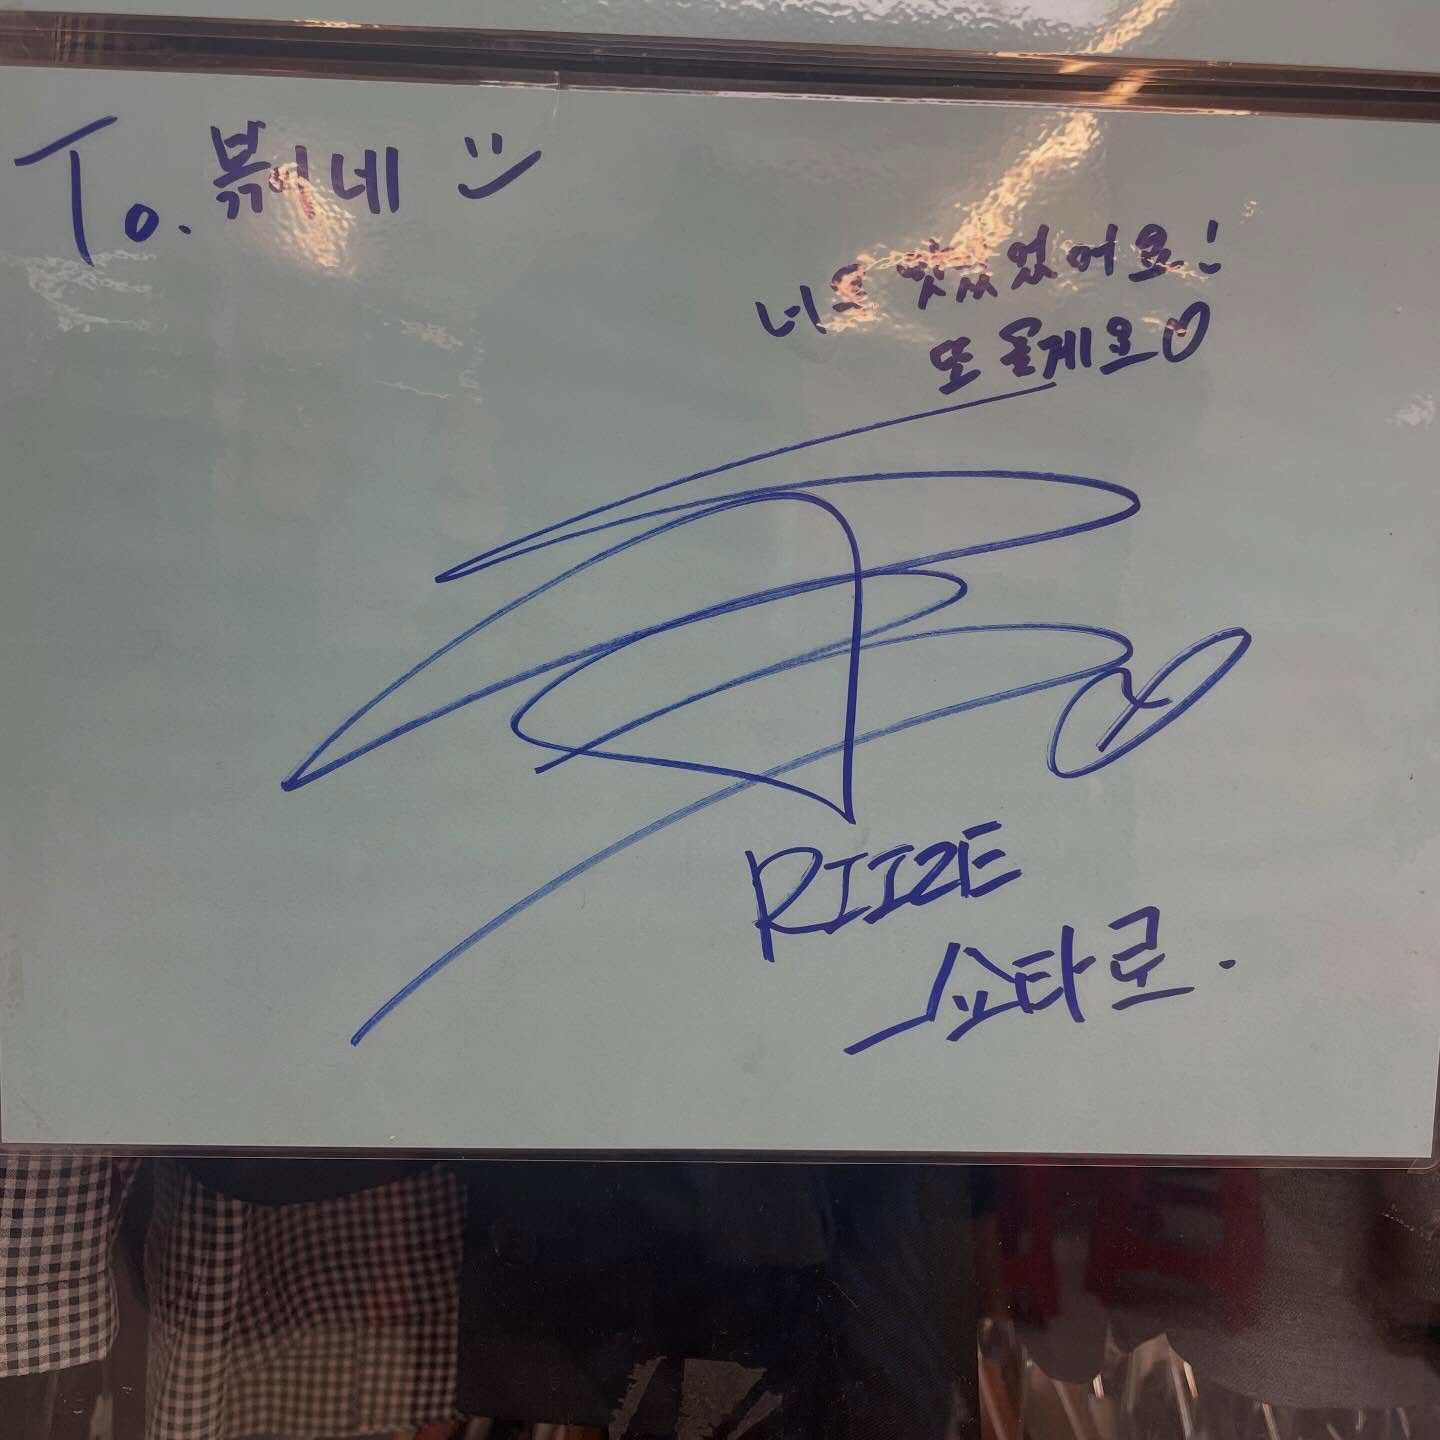 To. 볶이네
너무 맛있었어요!
또 올게요♡
RIIZE
쇼타로.